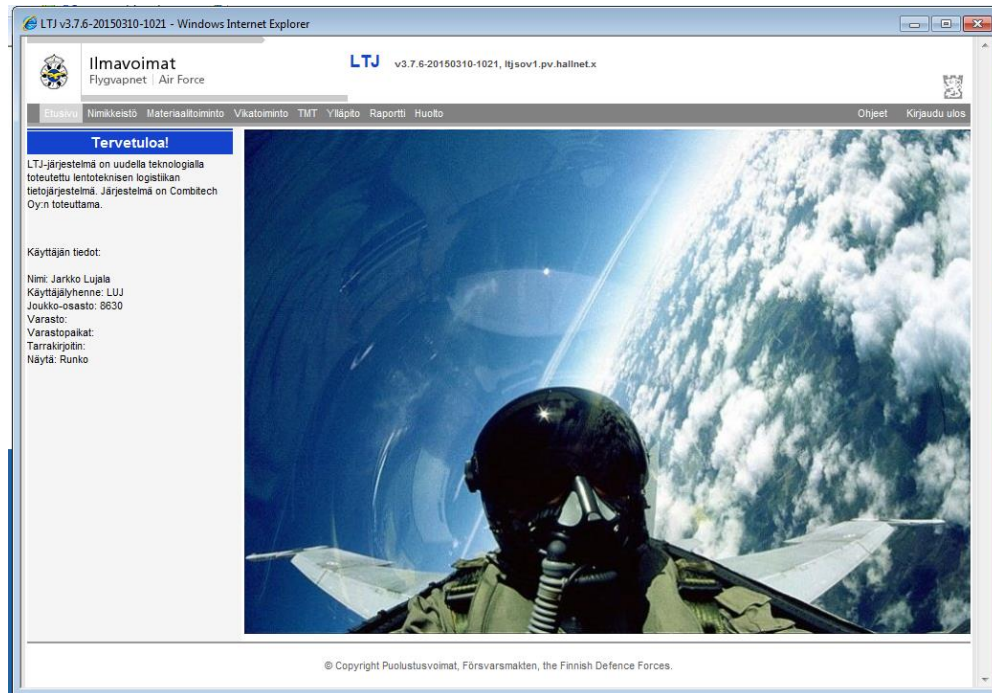 LTJ v3.7.6-20150310-1021 - Windows Internet Explorer
Ilmavoimat
Flygvapnet | Air Force
LTJ v3.7.6-20150310-1021, ltjsov1.pv.hallnet.x
Etusivu Nimikkeistö Materiaalitoiminto Vikatoiminto TMT Ylläpito Raportti Huolto Ohjeet Kirjaudu ulos
Tervetuloa!
LTJ-järjestelmä on uudella teknologialla
toteutettu lentoteknisen logistiikan
tietojärjestelmä. Järjestelmä on Combitech
Oy:n toteuttama.
Käyttäjän tiedot:
Nimi: Jarkko Lujala
Käyttäjälyhenne: LUJ
Joukko-osasto: 8630
Varasto:
Varastopaikat:
Tarrakirjoitin:
Näytä: Runko
© Copyright Puolustusvoimat, Försvarsmakten, the Finnish Defence Forces.